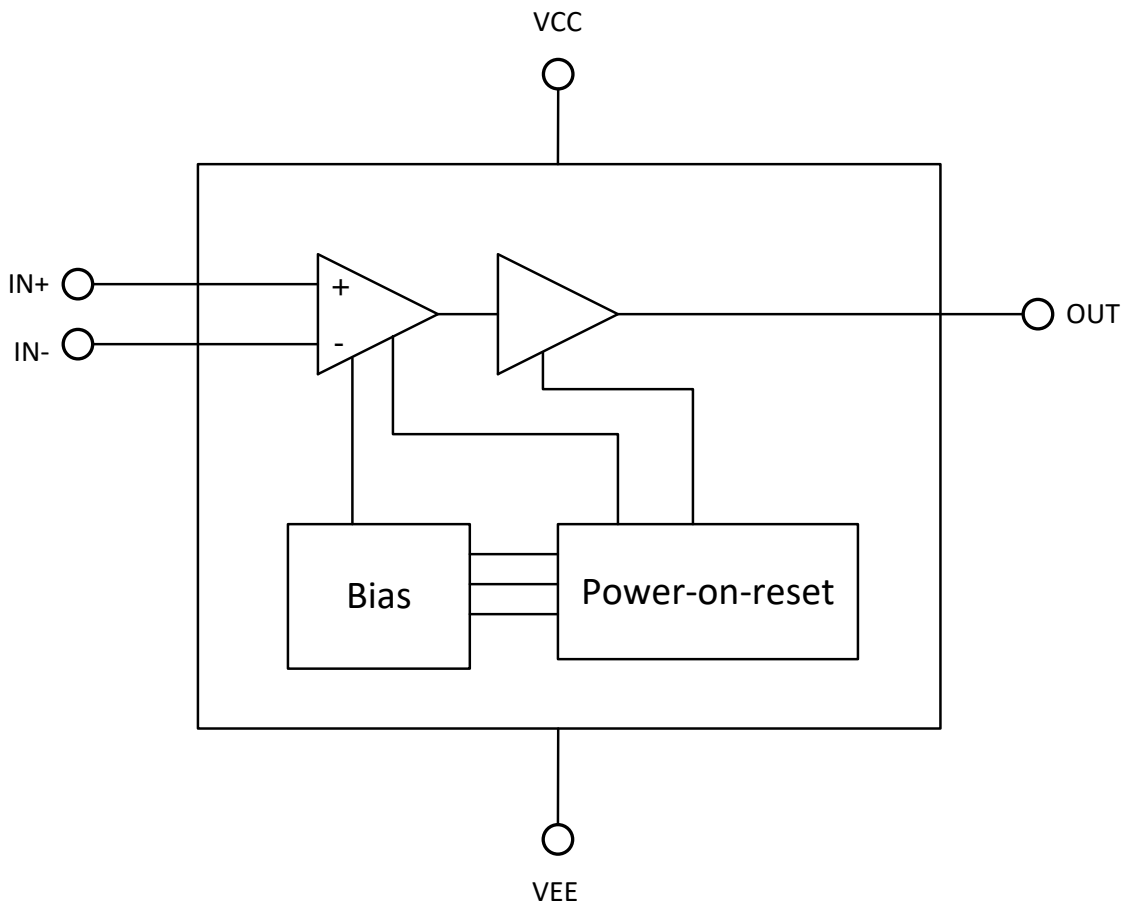 VCC
IN+
+
IN-
-
OUT
Bias
Power-on-reset
VEE